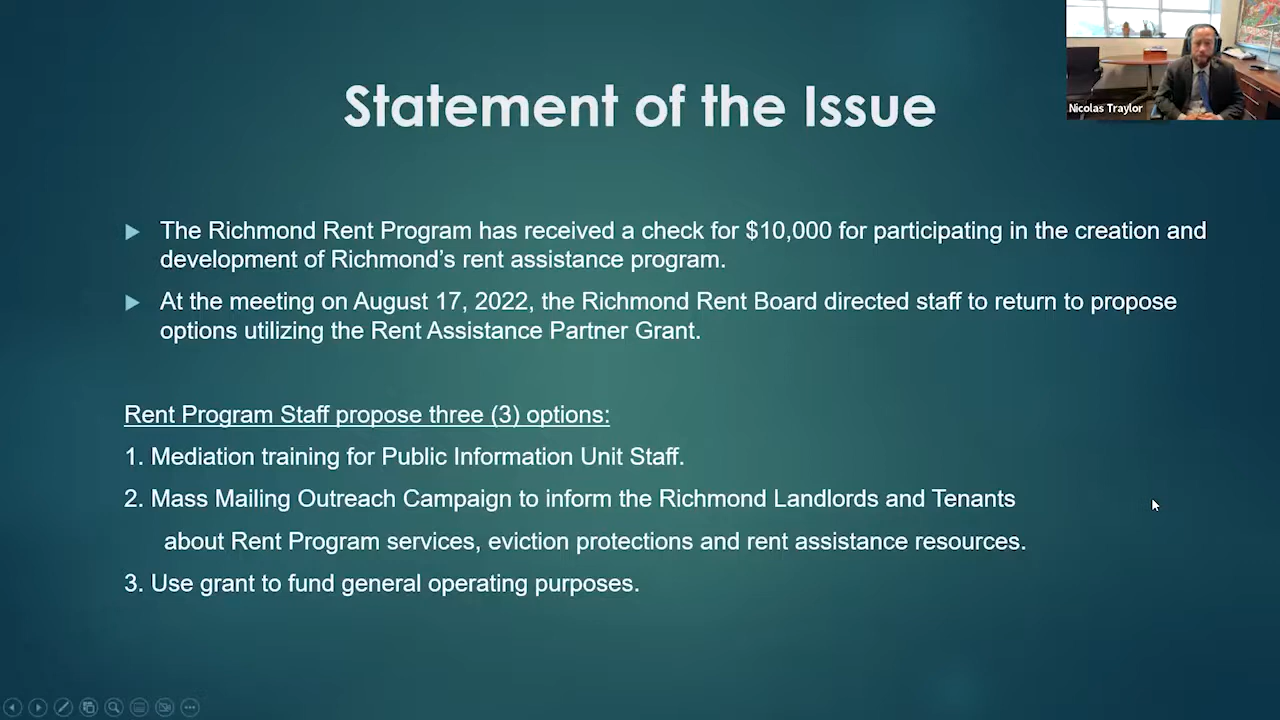 Nicolas Traylor
Statement of the Issue
The Richmond Rent Program has received a check for $10,000 for participating in the creation and
development of Richmond’s rent assistance program.
At the meeting on August 17, 2022, the Richmond Rent Board directed staff to return to propose
options utilizing the Rent Assistance Partner Grant.
Rent Program Staff propose three (3) options:
1. Mediation training for Public Information Unit Staff.
2. Mass Mailing Outreach Campaign to inform the Richmond Landlords and Tenants
about Rent Program services, eviction protections and rent assistance resources.
3. Use grant to fund general operating purposes.